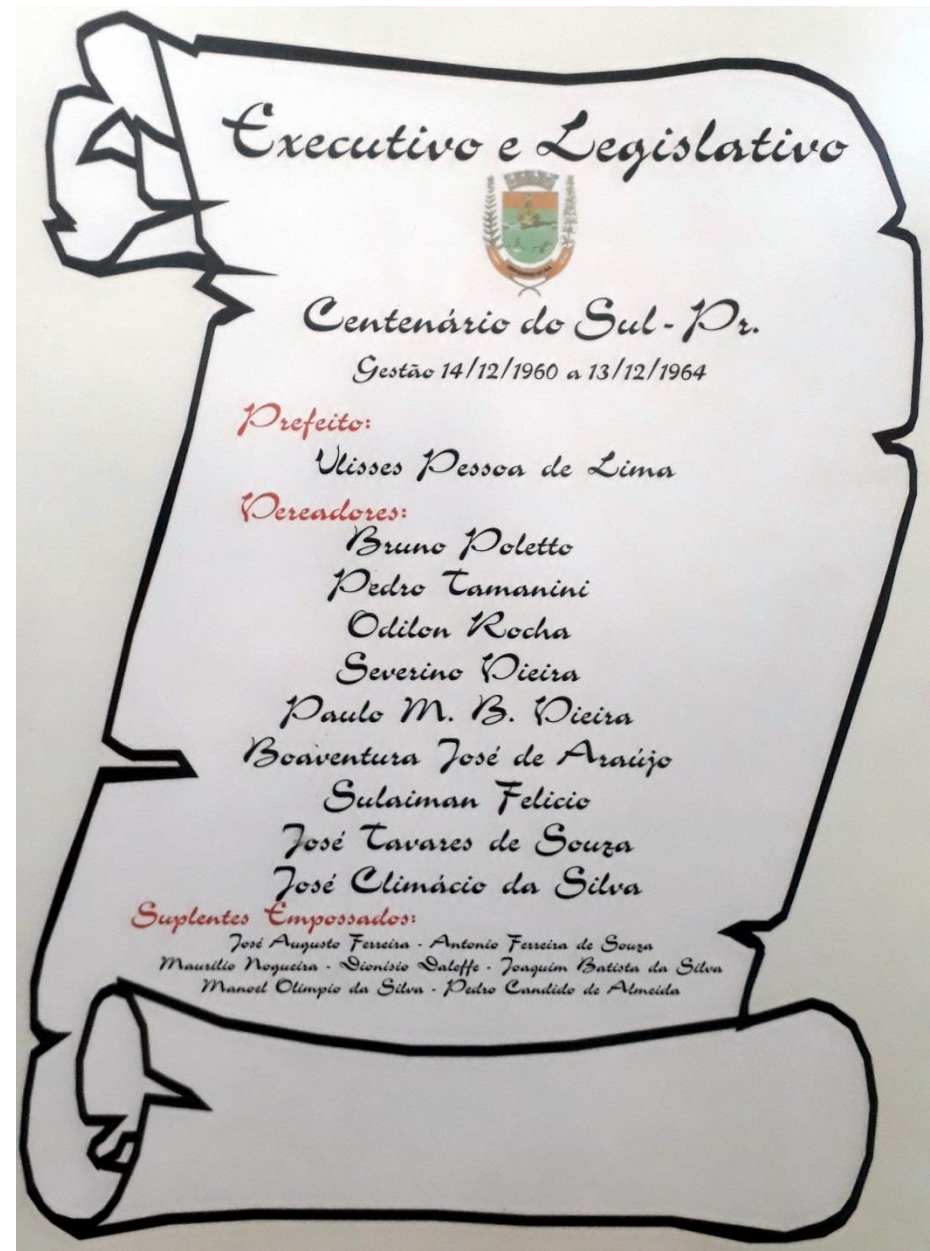 Executivo e Legislativo
Centenário do Sul - Pr.
Gestão 14/12/1960 a 13/12/1964
Prefeito:
Ulisses Pessoa de Lima
Vereadores:
Bruno Poletto
Pedro Tamanini
Odilon Rocha
Severino Vieira
Paulo M. B. Vieira
Boaventura José de Araújo
Sulaiman Felicio
José Tavares de Souza
José Climácio da Silva
Suplentes Empossados:
José Augusto Ferreira - Antonio Ferreira de Souza
Maurílio Nogueira - Dionisio Daleffe - Joaquim Batista da Silva
Manoel Olímpio da Silva - Pedro Candido de Almeida